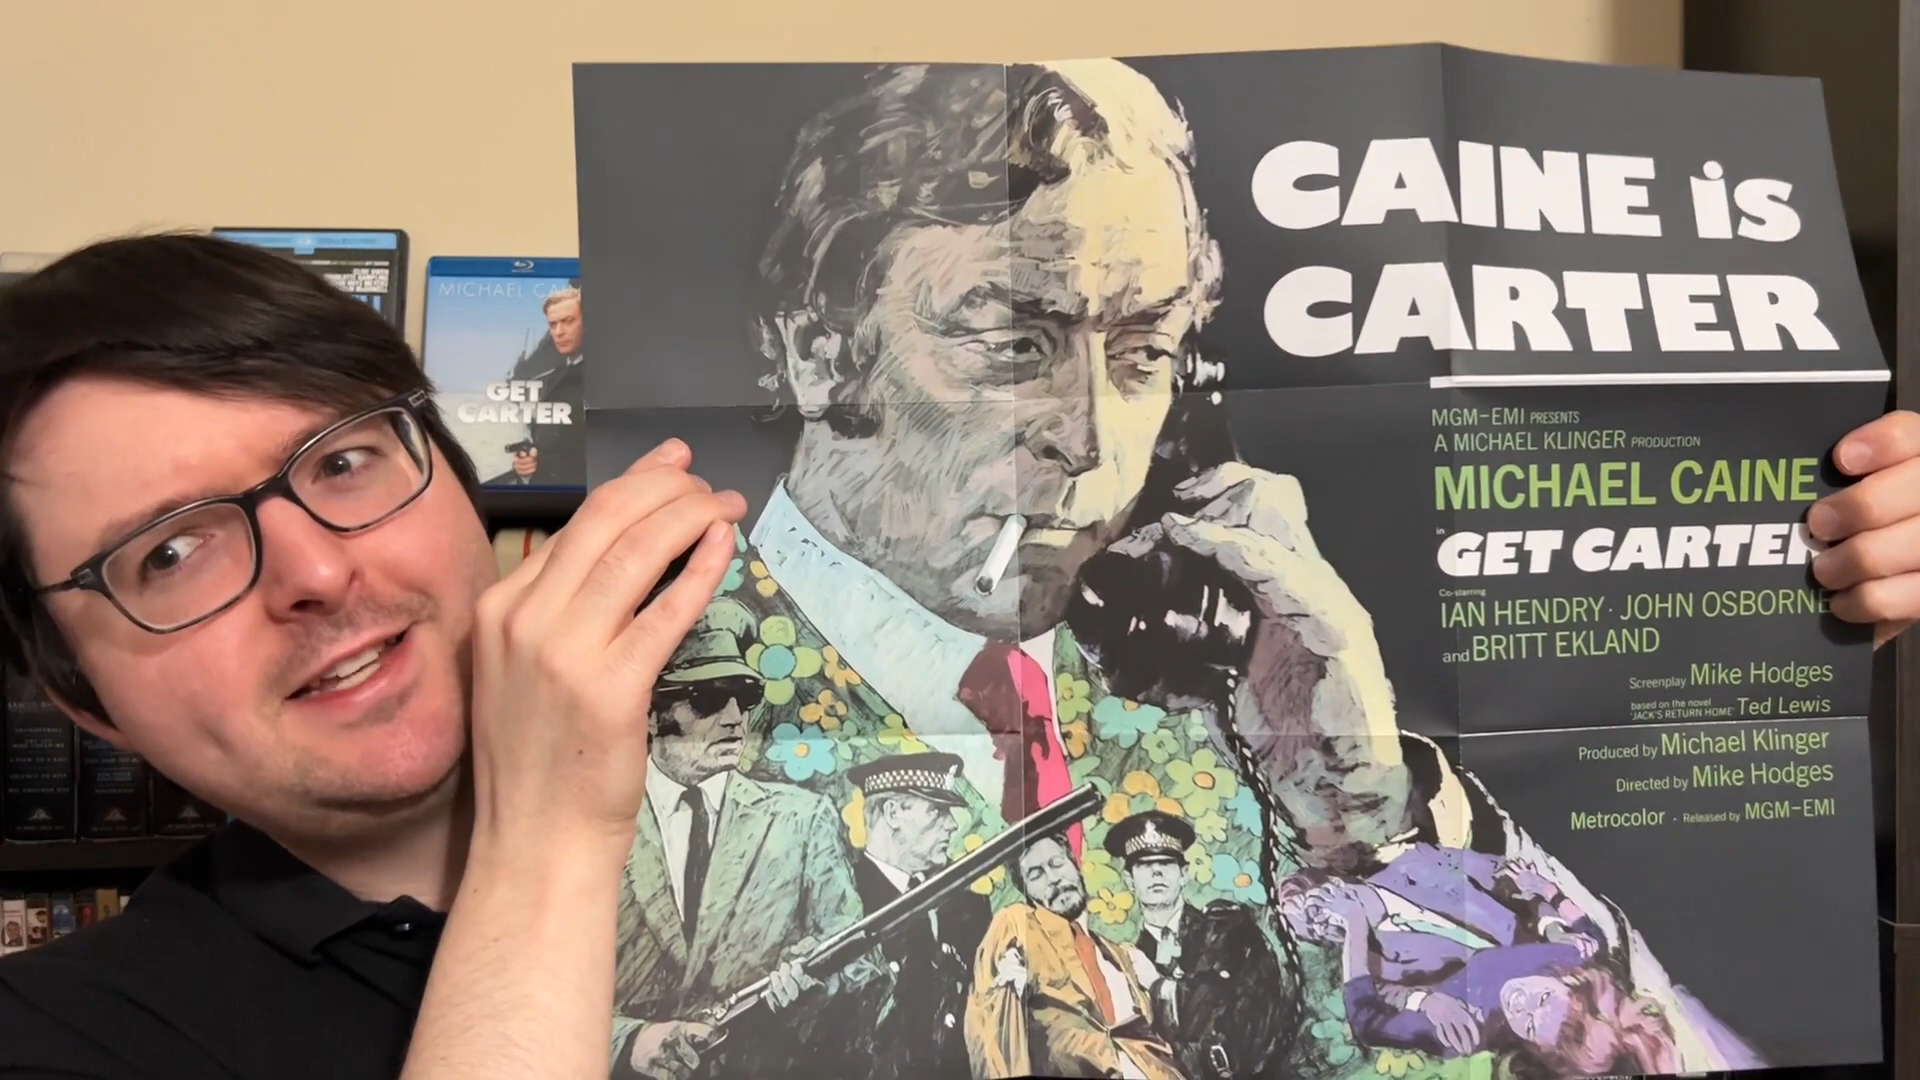 MICHAEL CAIN
GET
CARTER
CAINE is
CARTER
MGM-EMI PRESENTS
A MICHAEL KLINGER PRODUCTION
MICHAEL CAINE
in
GET CARTER
Co-starring
IAN HENDRY · JOHN OSBORNE
and BRITT EKLAND
Screenplay Mike Hodges
based on the novel
'JACK'S RETURN HOME' Ted Lewis
Produced by Michael Klinger
Directed by Mike Hodges
Metrocolor · Released by MGM-EMI